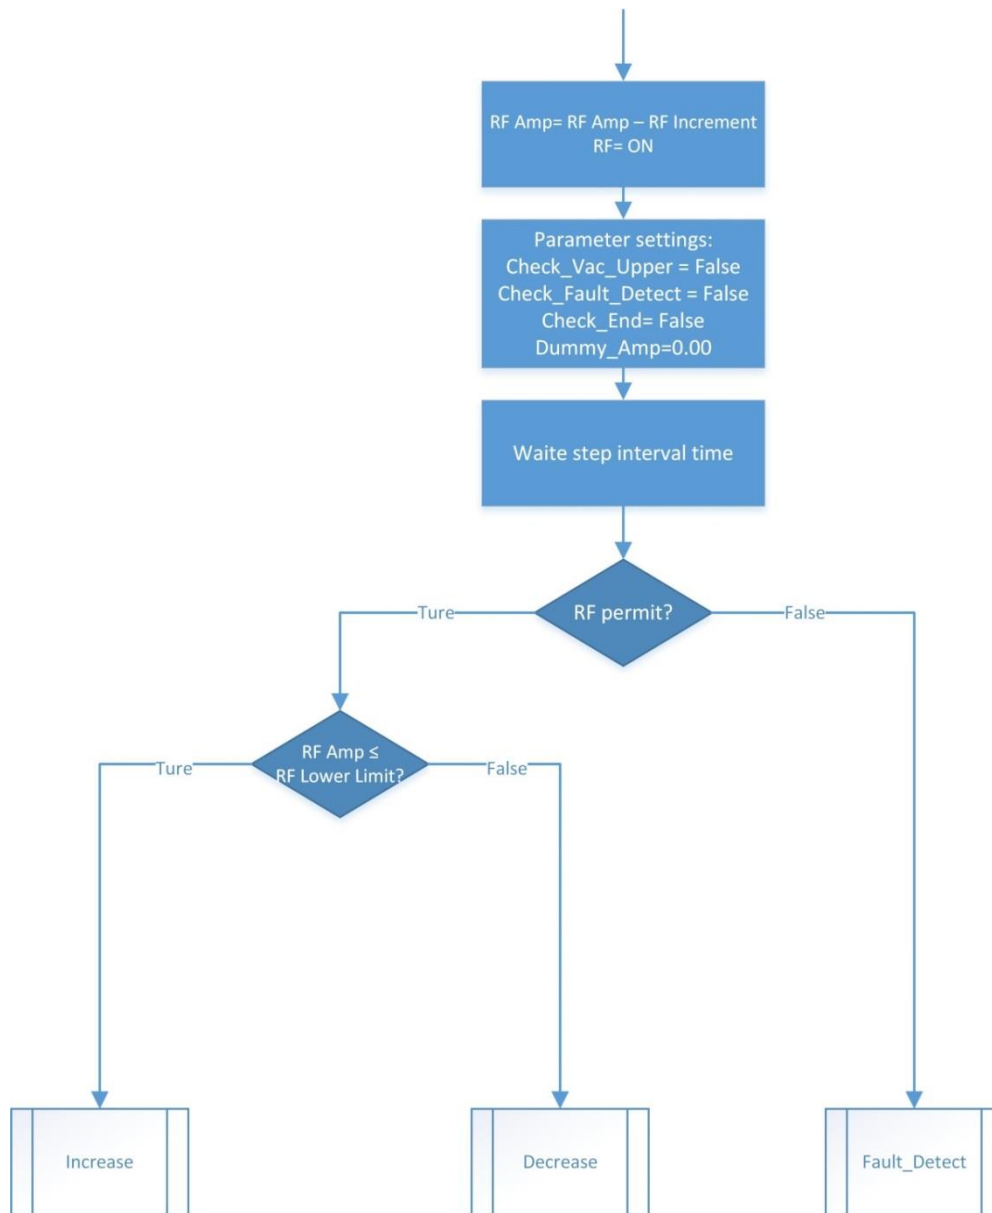 RF Amp= RF Amp – RF Increment
RF= ON
Parameter settings:
Check_Vac_Upper = False
Check_Fault_Detect = False
Check_End= False
Dummy_Amp=0.00
Waite step interval time
RF permit?
Ture
False
RF Amp ≤
RF Lower Limit?
Ture
False
Increase
Decrease
Fault_Detect